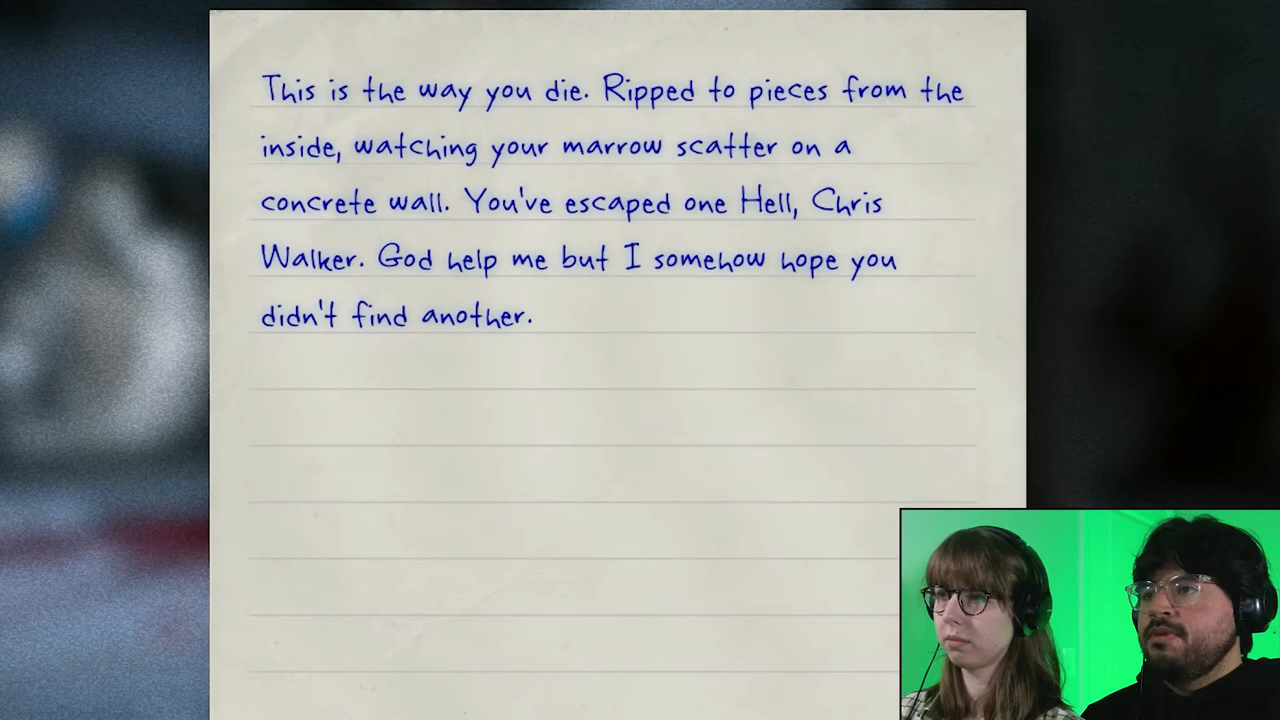 This is the way you die. Ripped to pieces from the
inside, watching your marrow scatter on a
concrete wall. You've escaped one Hell, Chris
Walker. God help me but I somehow hope you
didn't find another.